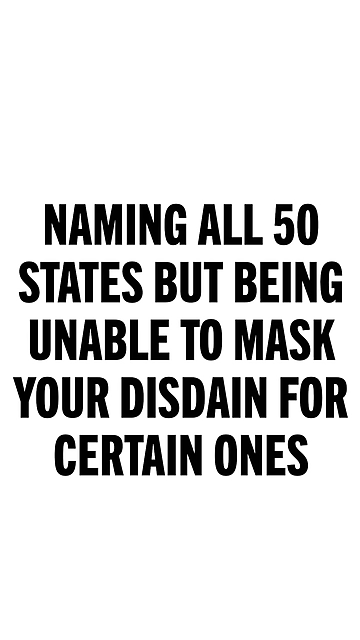 NAMING ALL 50
STATES BUT BEING
UNABLE TO MASK
YOUR DISDAIN FOR
CERTAIN ONES